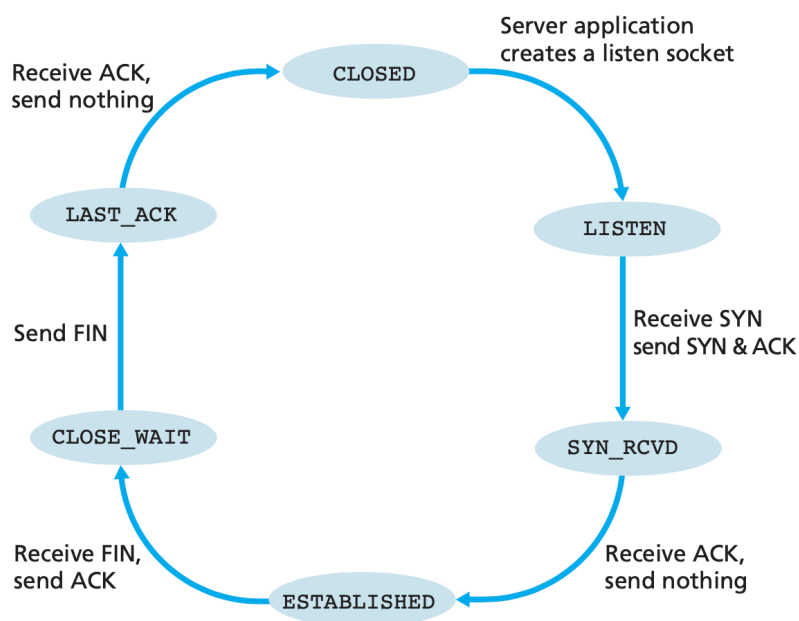 Server application
creates a listen socket
CLOSED
Receive ACK,
send nothing
LAST_ACK
LISTEN
Receive SYN
send SYN & ACK
Send FIN
CLOSE_WAIT
SYN_RCVD
Receive FIN,
send ACK
Receive ACK,
send nothing
ESTABLISHED